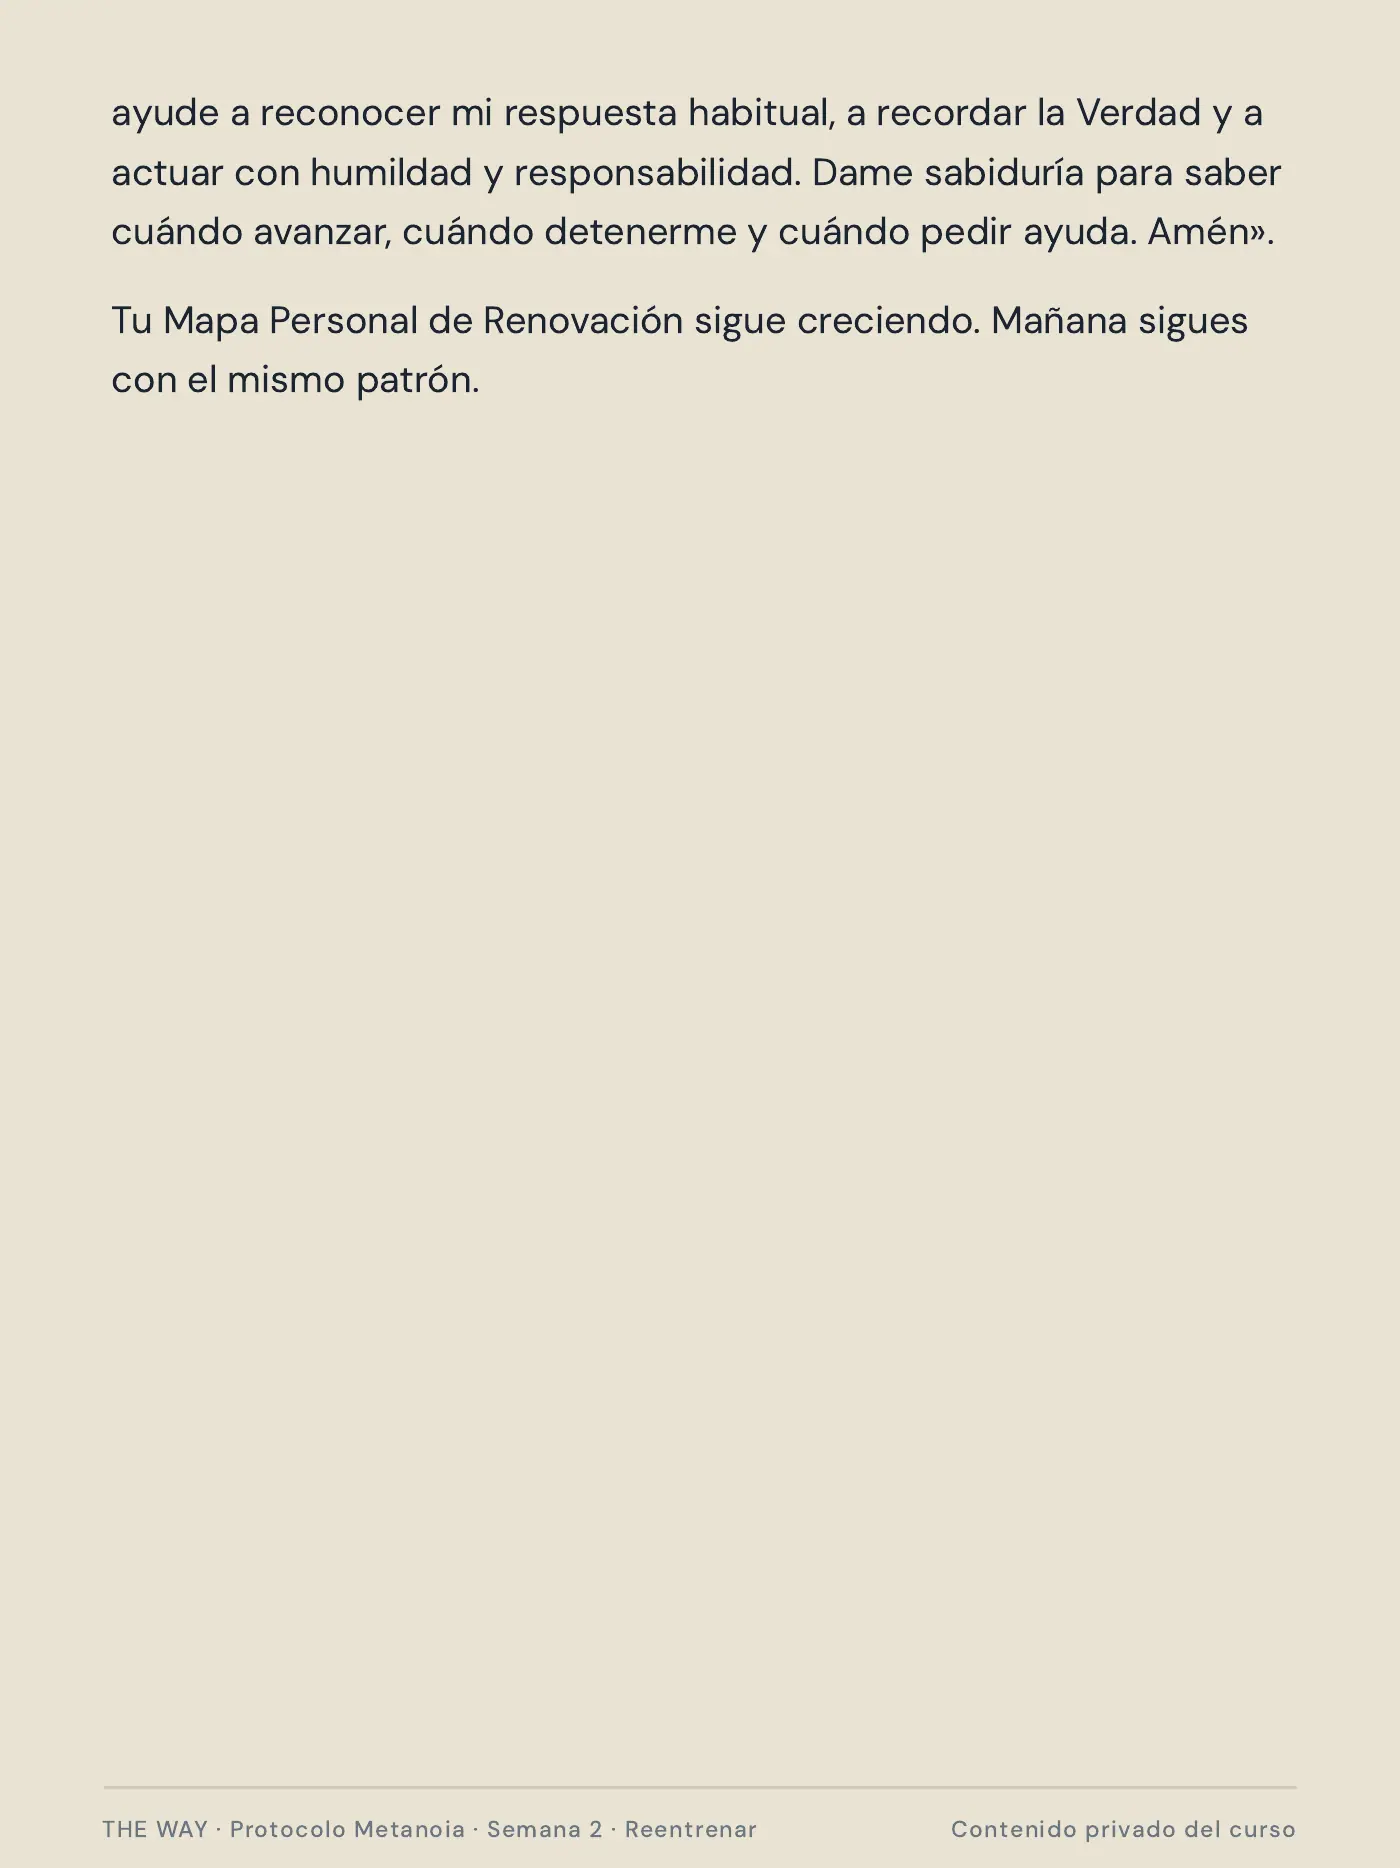 ayude a reconocer mi respuesta habitual, a recordar la Verdad y a
actuar con humildad y responsabilidad. Dame sabiduría para saber
cuándo avanzar, cuándo detenerme y cuándo pedir ayuda. Amén».
Tu Mapa Personal de Renovación sigue creciendo. Mañana sigues
con el mismo patrón.
THE WAY · Protocolo Metanoia · Semana 2 · Reentrenar
Contenido privado del curso